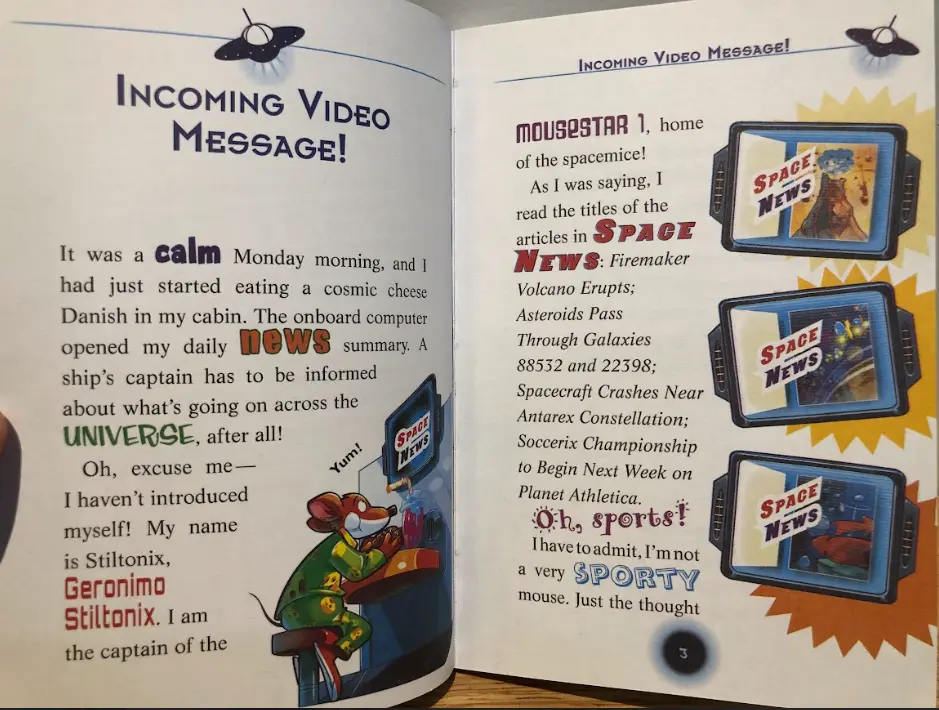 INCOMING VIDEO
MESSAGE!
It was a calm Monday morning, and I
had just started eating a cosmic cheese
Danish in my cabin. The onboard computer
opened my daily news summary. A
ship's captain has to be informed
about what's going on across the
UNIVERSE, after all!
Oh, excuse me—
I haven't introduced
myself! My name
is Stiltonix,
Geronimo
Stiltonix. I am
the captain of the
Yum!
SPACE
NEWS
INCOMING VIDEO MESSAGE!
MOUSESTAR 1, home
of the spacemice!
As I was saying, I
read the titles of the
articles in SPACE
NEWS: Firemaker
Volcano Erupts;
Asteroids Pass
Through Galaxies
88532 and 22398;
Spacecraft Crashes Near
Antarex Constellation;
Soccerix Championship
to Begin Next Week on
Planet Athletica.
Oh, sports!
I have to admit, I'm not
a very SPORTY
mouse. Just the thought
SPACE
NEWS
SPACE
NEWS
SPACE
NEWS
3